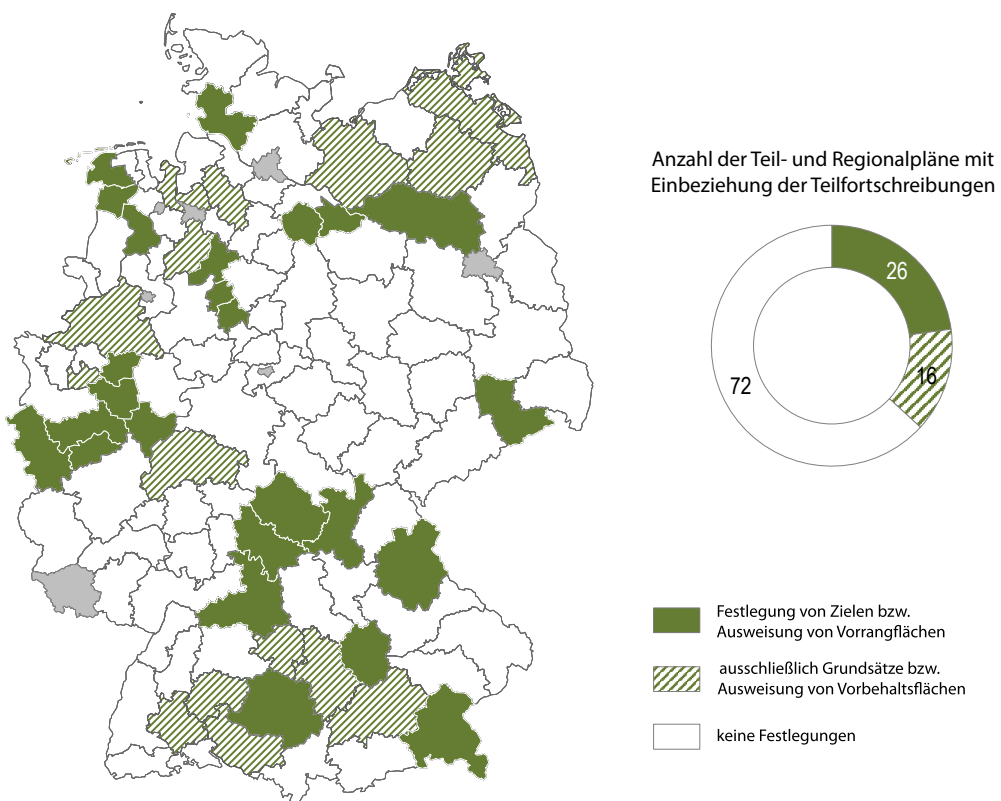 Anzahl der Teil- und Regionalpläne mit
Einbeziehung der Teilfortschreibungen
26
16
72
Festlegung von Zielen bzw.
Ausweisung von Vorrangflächen
ausschließlich Grundsätze bzw.
Ausweisung von Vorbehaltsflächen
keine Festlegungen